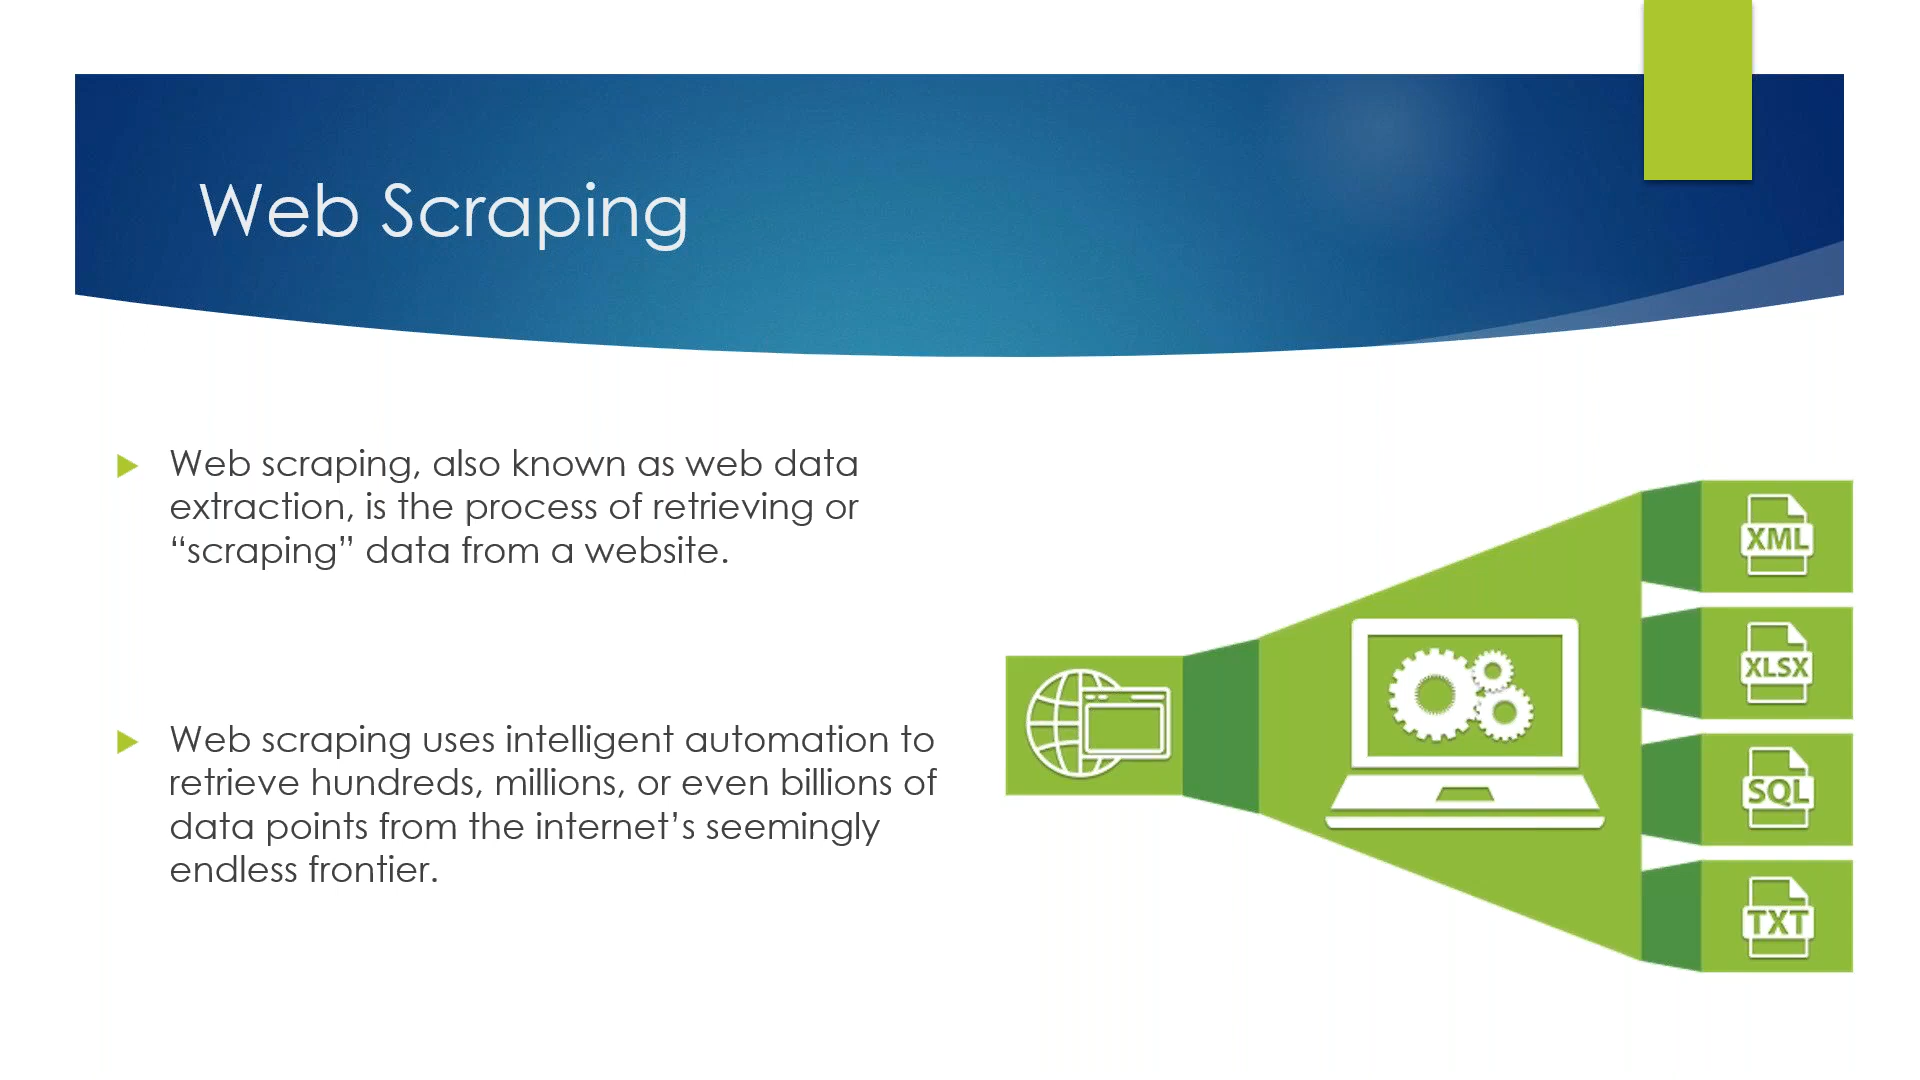 Web Scraping
Web scraping, also known as web data
extraction, is the process of retrieving or
“scraping” data from a website.
Web scraping uses intelligent automation to
retrieve hundreds, millions, or even billions of
data points from the internet’s seemingly
endless frontier.
XML
XLSX
SQL
TXT